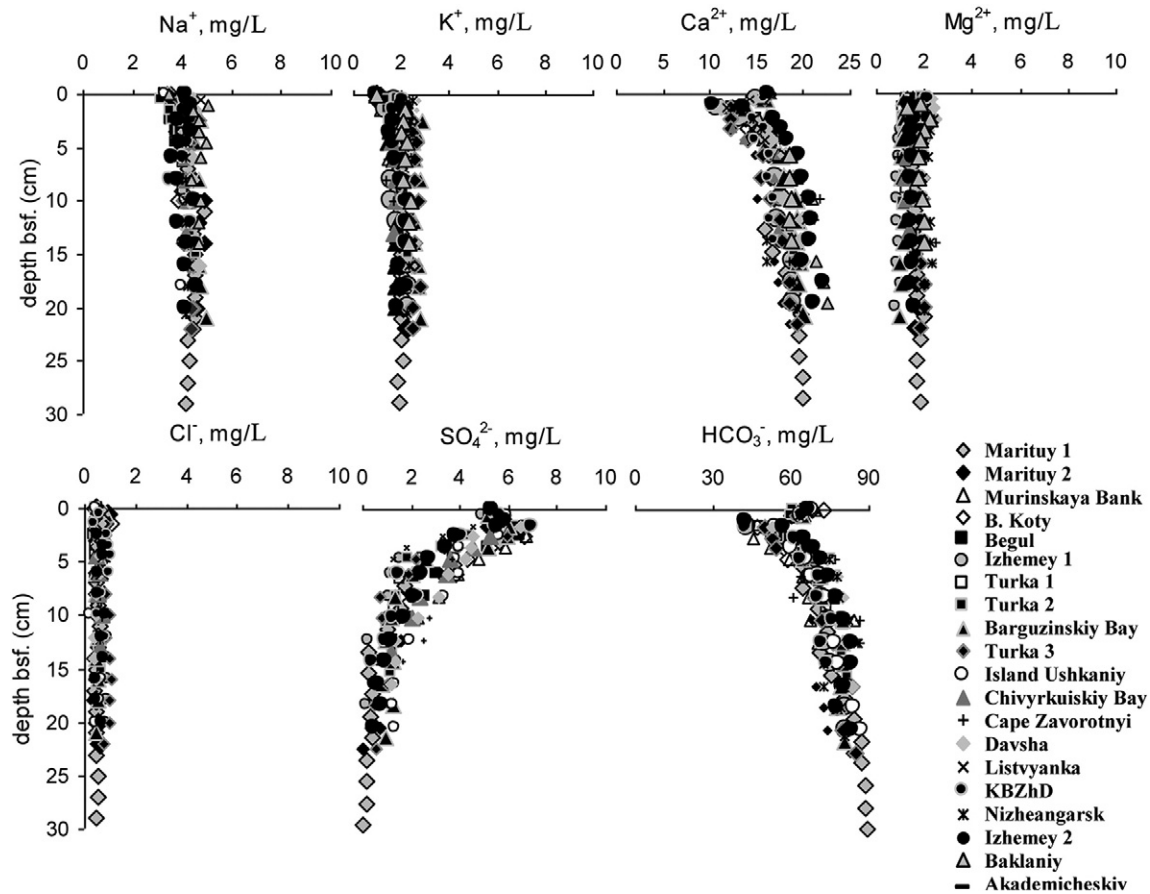 Na⁺, mg/L K⁺, mg/L Ca²⁺, mg/L Mg²⁺, mg/L
0 2 4 6 8 10 0 2 4 6 8 10 0 5 10 15 20 25 0 2 4 6 8 10
0
5
10
15
20
25
30
depth bsf. (cm)
Cl⁻, mg/L SO₄²⁻, mg/L HCO₃⁻, mg/L
0 2 4 6 8 10 0 2 4 6 8 10 0 30 60 90
0
5
10
15
20
25
30
depth bsf. (cm)
Marituy 1
Marituy 2
Murinskaya Bank
B. Koty
Begul
Izhemey 1
Turka 1
Turka 2
Barguzinskiy Bay
Turka 3
Island Ushkaniy
Chivyrkuiskiy Bay
Cape Zavorotnyi
Davsha
Listvyanka
KBZhD
Nizheangarsk
Izhemey 2
Baklaniy
Akademicheskiy